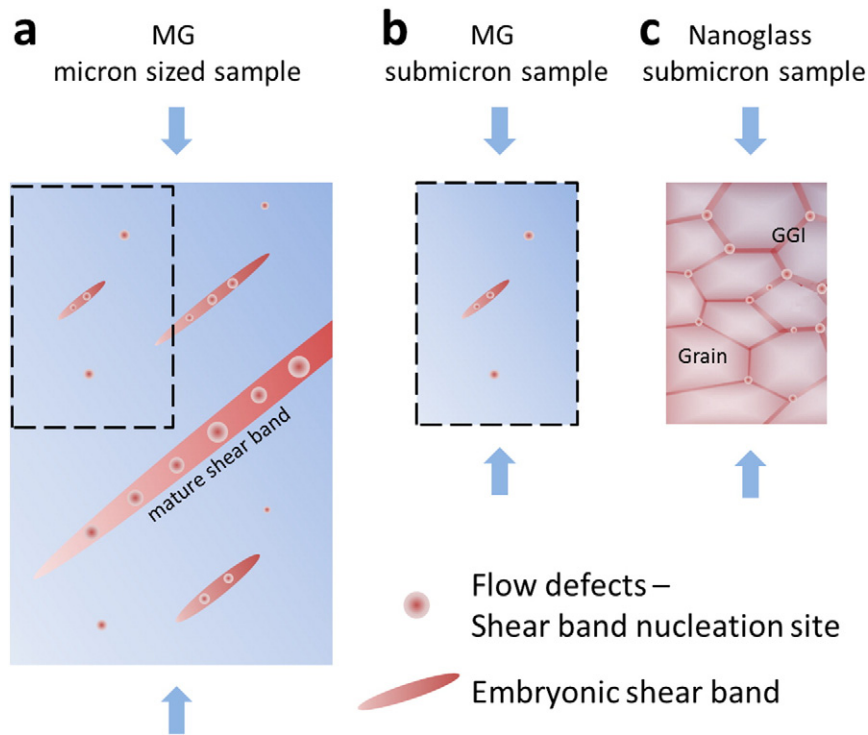 a
MG
micron sized sample
b
MG
submicron sample
c
Nanoglass
submicron sample
mature shear band
GGI
Grain
Flow defects –
Shear band nucleation site
Embryonic shear band